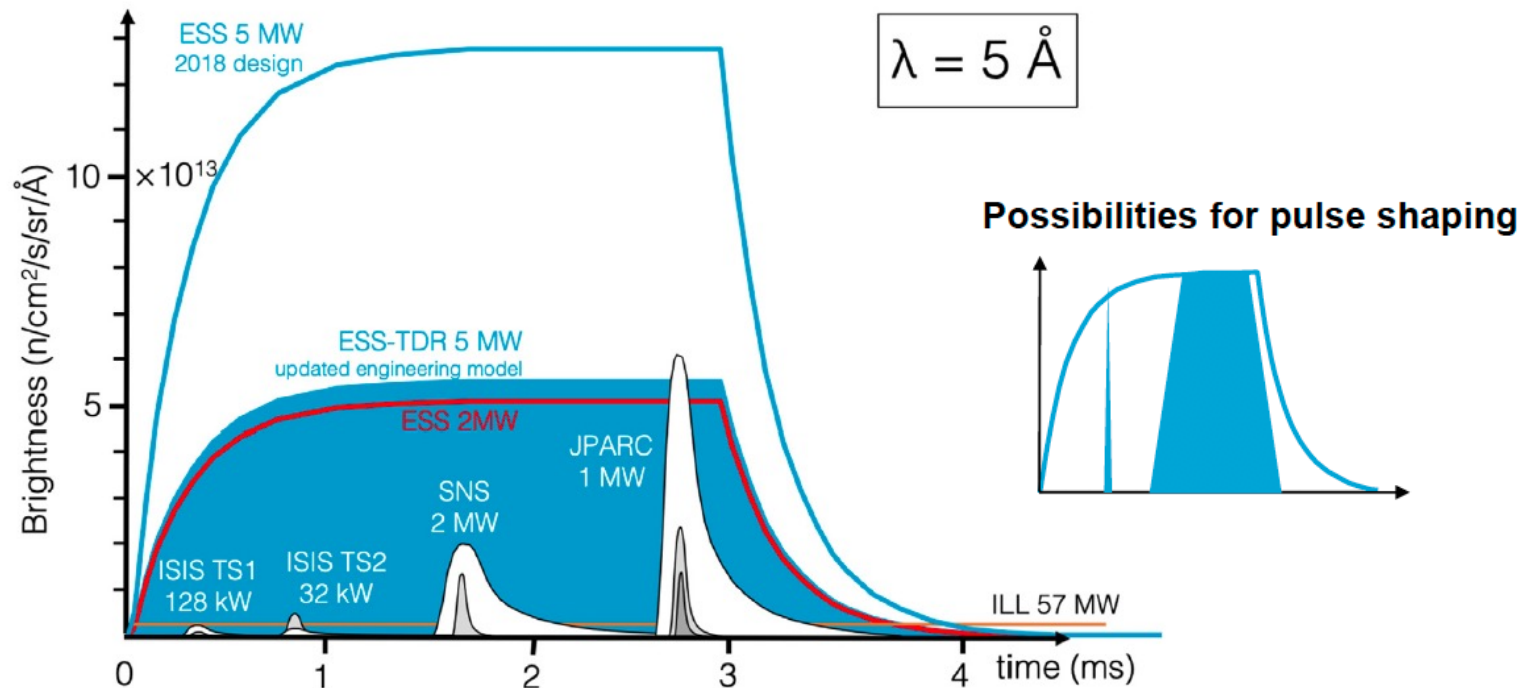 ESS 5 MW
2018 design
λ = 5 Å
10
×10¹³
Brightness (n/cm²/s/sr/Å)
Possibilities for pulse shaping
ESS-TDR 5 MW
updated engineering model
5
ESS 2MW
JPARC
1 MW
SNS
2 MW
ISIS TS1
128 kW
ISIS TS2
32 kW
ILL 57 MW
0
1
2
3
4
time (ms)